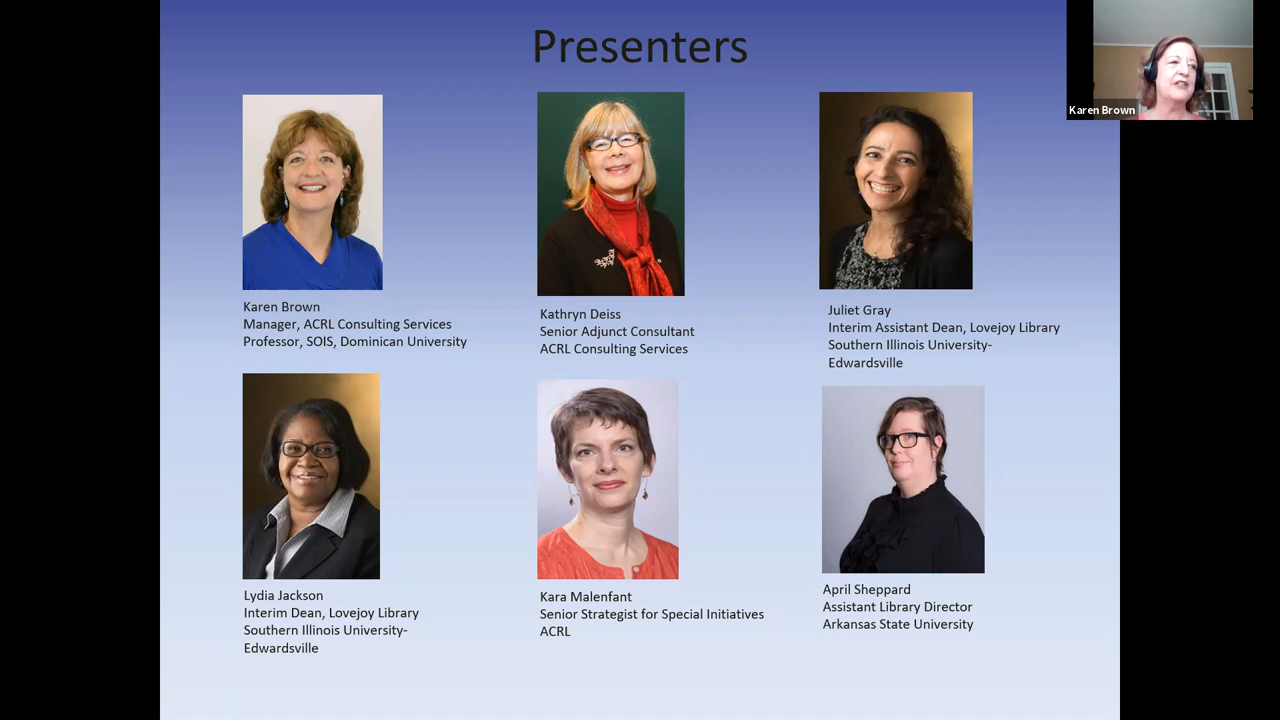 Presenters
Karen Brown
Karen Brown
Manager, ACRL Consulting Services
Professor, SOIS, Dominican University
Kathryn Deiss
Senior Adjunct Consultant
ACRL Consulting Services
Juliet Gray
Interim Assistant Dean, Lovejoy Library
Southern Illinois University-
Edwardsville
Lydia Jackson
Interim Dean, Lovejoy Library
Southern Illinois University-
Edwardsville
Kara Malenfant
Senior Strategist for Special Initiatives
ACRL
April Sheppard
Assistant Library Director
Arkansas State University